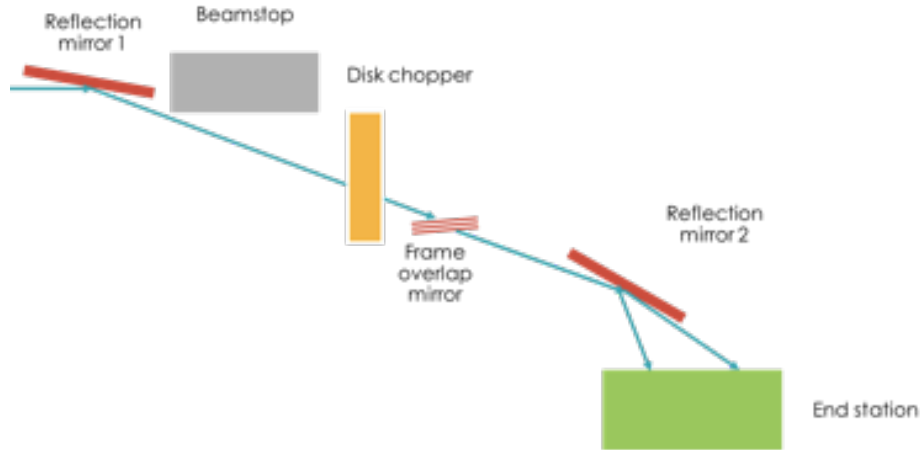 Reflection
mirror 1
Beamstop
Disk chopper
Frame
overlap
mirror
Reflection
mirror 2
End station